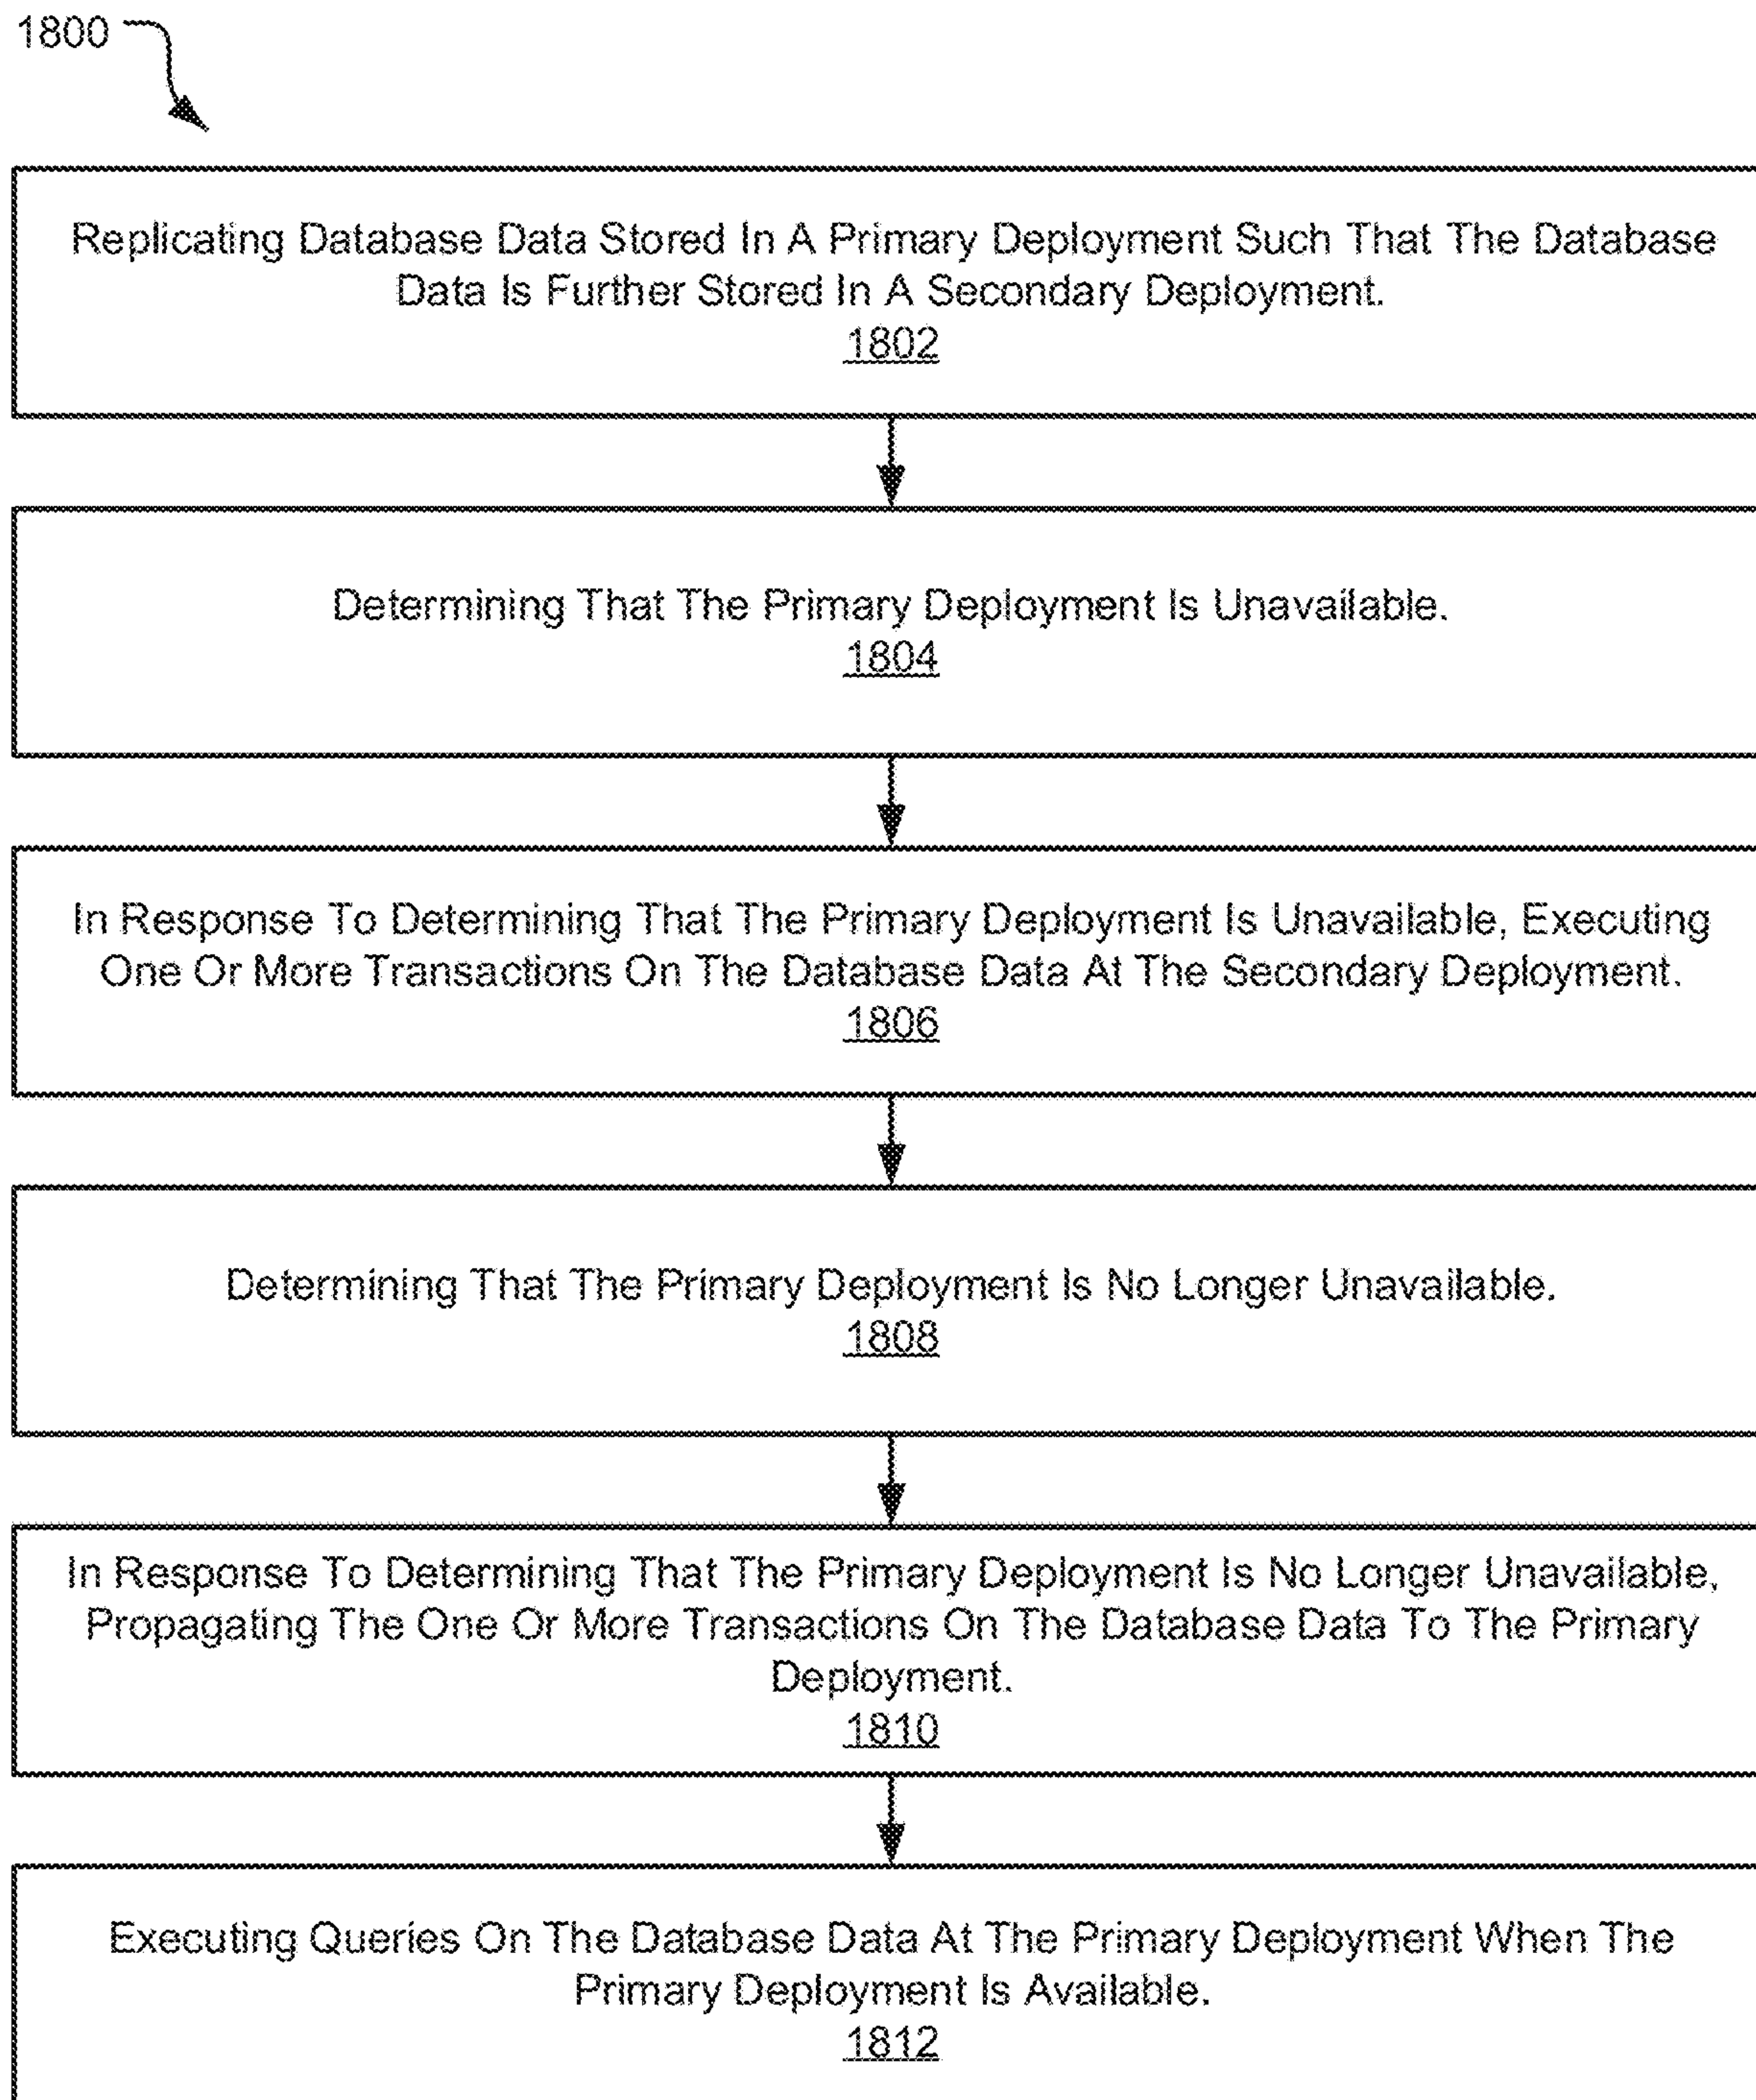 1800
Replicating Database Data Stored In A Primary Deployment Such That The Database
Data Is Further Stored In A Secondary Deployment.
1802
Determining That The Primary Deployment Is Unavailable.
1804
In Response To Determining That The Primary Deployment Is Unavailable, Executing
One Or More Transactions On The Database Data At The Secondary Deployment.
1806
Determining That The Primary Deployment Is No Longer Unavailable.
1808
In Response To Determining That The Primary Deployment Is No Longer Unavailable,
Propagating The One Or More Transactions On The Database Data To The Primary
Deployment.
1810
Executing Queries On The Database Data At The Primary Deployment When The
Primary Deployment Is Available.
1812